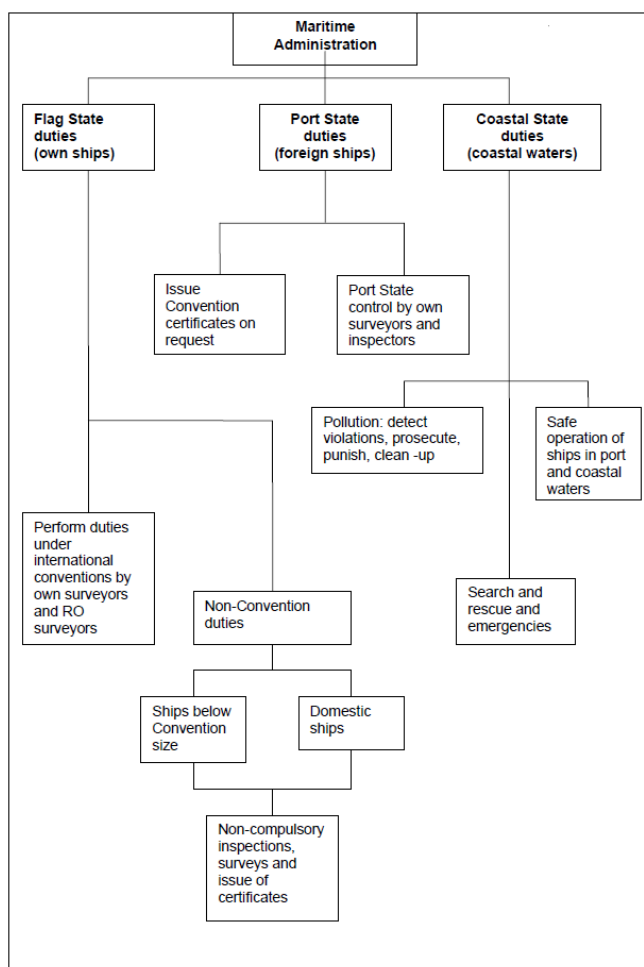 Maritime
Administration
Flag State
duties
(own ships)
Port State
duties
(foreign ships)
Coastal State
duties
(coastal waters)
Issue
Convention
certificates on
request
Port State
control by own
surveyors and
inspectors
Pollution: detect
violations, prosecute,
punish, clean -up
Safe
operation of
ships in port
and coastal
waters
Perform duties
under
international
conventions by
own surveyors
and RO
surveyors
Non-Convention
duties
Search and
rescue and
emergencies
Ships below
Convention
size
Domestic
ships
Non-compulsory
inspections,
surveys and
issue of
certificates